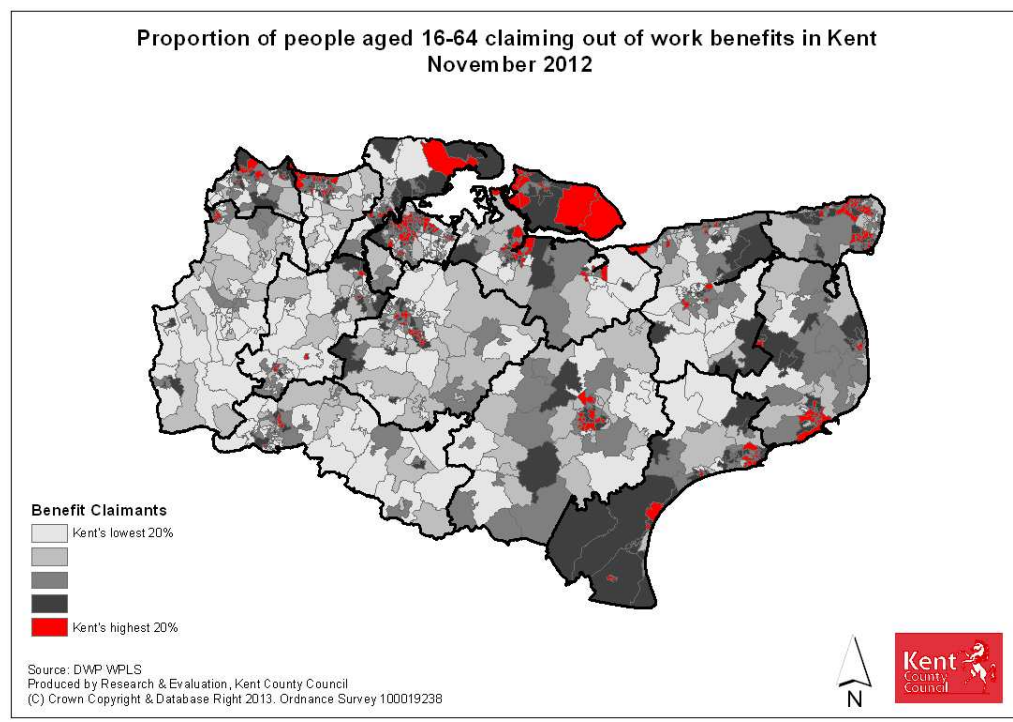 Proportion of people aged 16-64 claiming out of work benefits in Kent
November 2012
Benefit Claimants
Kent's lowest 20%
Kent's highest 20%
Source: DWP WPLS
Produced by Research & Evaluation, Kent County Council
(C) Crown Copyright & Database Right 2013. Ordnance Survey 100019238
N
Kent
County
Council